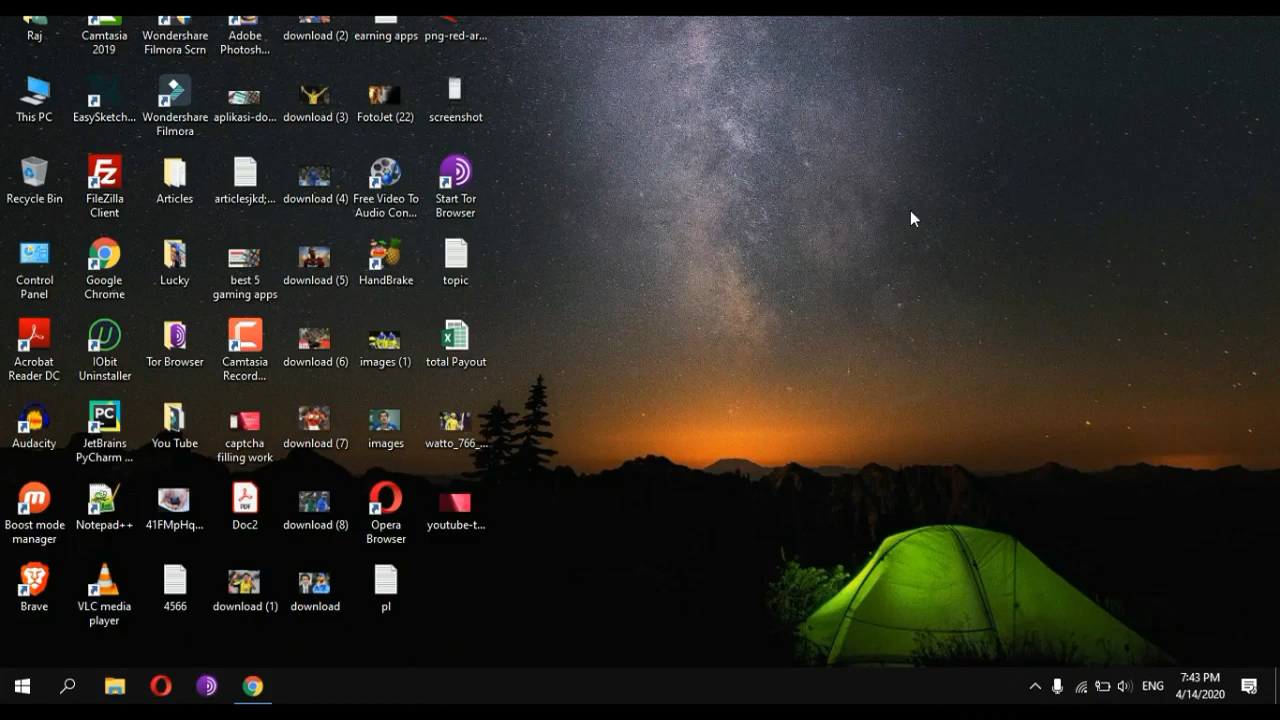 Raj
Camtasia
2019
Wondershare
Filmora Scrn
Adobe
Photosh...
download (2)
earning apps
png-red-ar...
This PC
EasySketch...
Wondershare
Filmora
aplikasi-do...
download (3)
FotoJet (22)
screenshot
Recycle Bin
FileZilla
Client
Articles
articlesjkd;...
download (4)
Free Video To
Audio Con...
Start Tor
Browser
Control
Panel
Google
Chrome
Lucky
best 5
gaming apps
download (5)
HandBrake
topic
Acrobat
Reader DC
IObit
Uninstaller
Tor Browser
Camtasia
Record...
download (6)
images (1)
total Payout
Audacity
JetBrains
PyCharm ...
You Tube
captcha
filling work
download (7)
images
watto_766_...
Boost mode
manager
Notepad++
41FMpHq...
Doc2
download (8)
Opera
Browser
youtube-t...
Brave
VLC media
player
4566
download (1)
download
pl
ENG
7:43 PM
4/14/2020